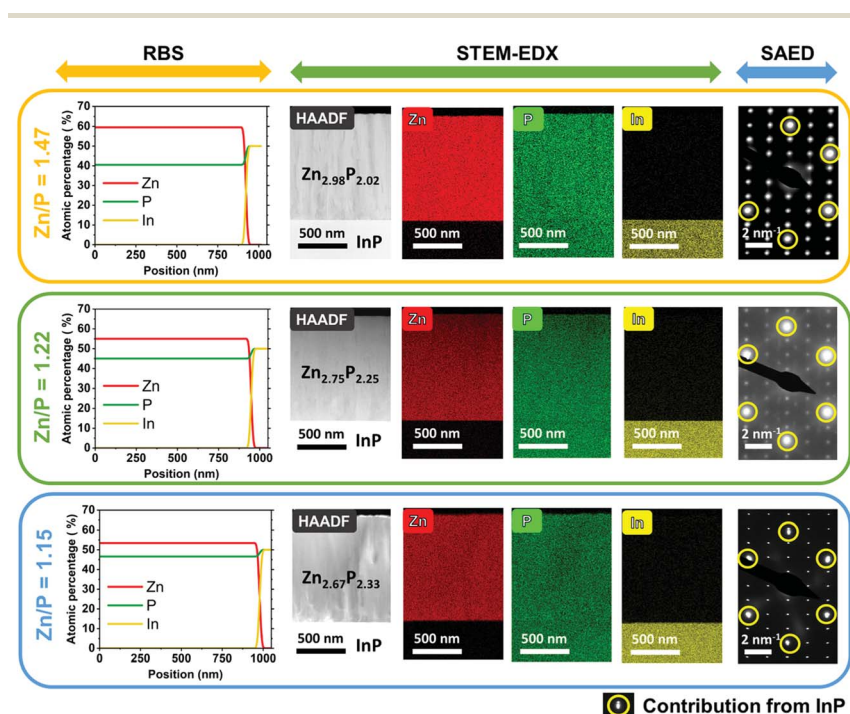 RBS STEM-EDX SAED
Zn/P = 1.47
Atomic percentage ( %)
70
60
50
40
30
20
10
0
Zn
P
In
0 250 500 750 1000
Position (nm)
HAADF
Zn2.98P2.02
500 nm InP
Zn
500 nm
P
500 nm
In
500 nm
2 nm-1
Zn/P = 1.22
Atomic percentage ( %)
70
60
50
40
30
20
10
0
Zn
P
In
0 250 500 750 1000
Position (nm)
HAADF
Zn2.75P2.25
500 nm InP
Zn
500 nm
P
500 nm
In
500 nm
2 nm-1
Zn/P = 1.15
Atomic percentage ( %)
70
60
50
40
30
20
10
0
Zn
P
In
0 250 500 750 1000
Position (nm)
HAADF
Zn2.67P2.33
500 nm InP
Zn
500 nm
P
500 nm
In
500 nm
2 nm-1
Contribution from InP